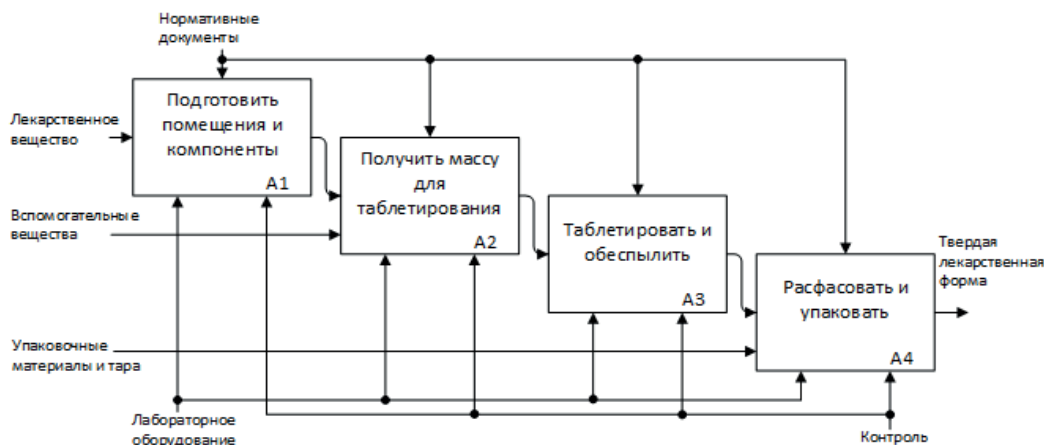 Нормативные
документы
Подготовить
помещения и
компоненты
А1
Лекарственное
вещество
Получить массу
для
таблетирования
А2
Вспомогательные
вещества
Таблетировать и
обеспылить
А3
Твердая
лекарственная
форма
Расфасовать и
упаковать
А4
Упаковочные
материалы и тара
Лабораторное
оборудование
Контроль